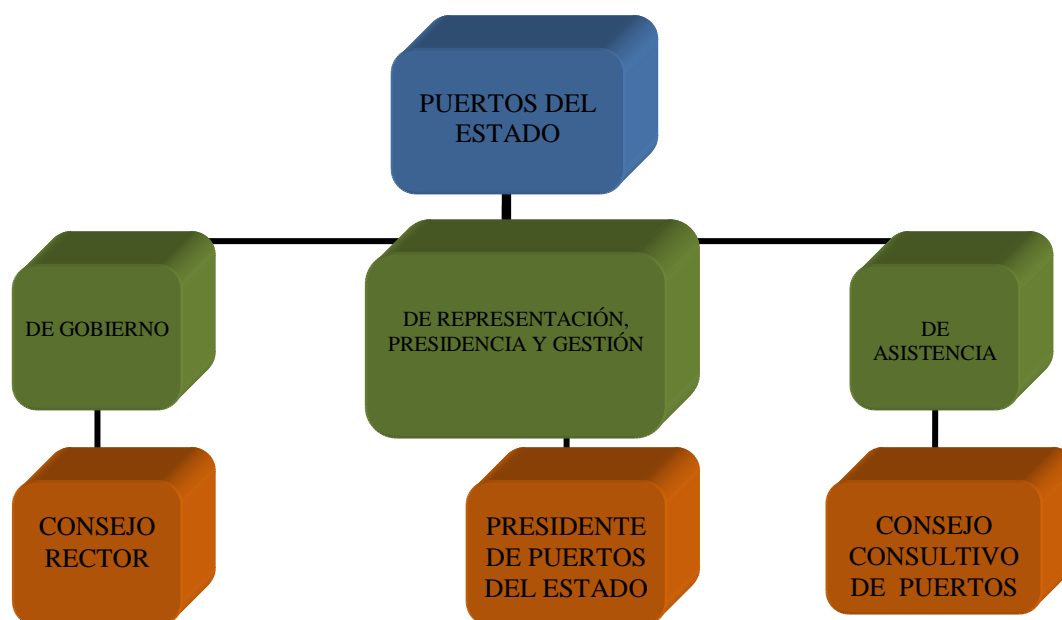 PUERTOS DEL
ESTADO
DE GOBIERNO
DE REPRESENTACIÓN,
PRESIDENCIA Y GESTIÓN
DE
ASISTENCIA
CONSEJO
RECTOR
PRESIDENTE
DE PUERTOS
DEL ESTADO
CONSEJO
CONSULTIVO
DE PUERTOS